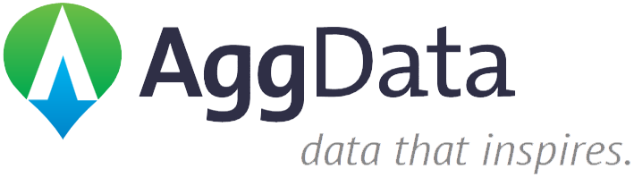 AggData
data that inspires.